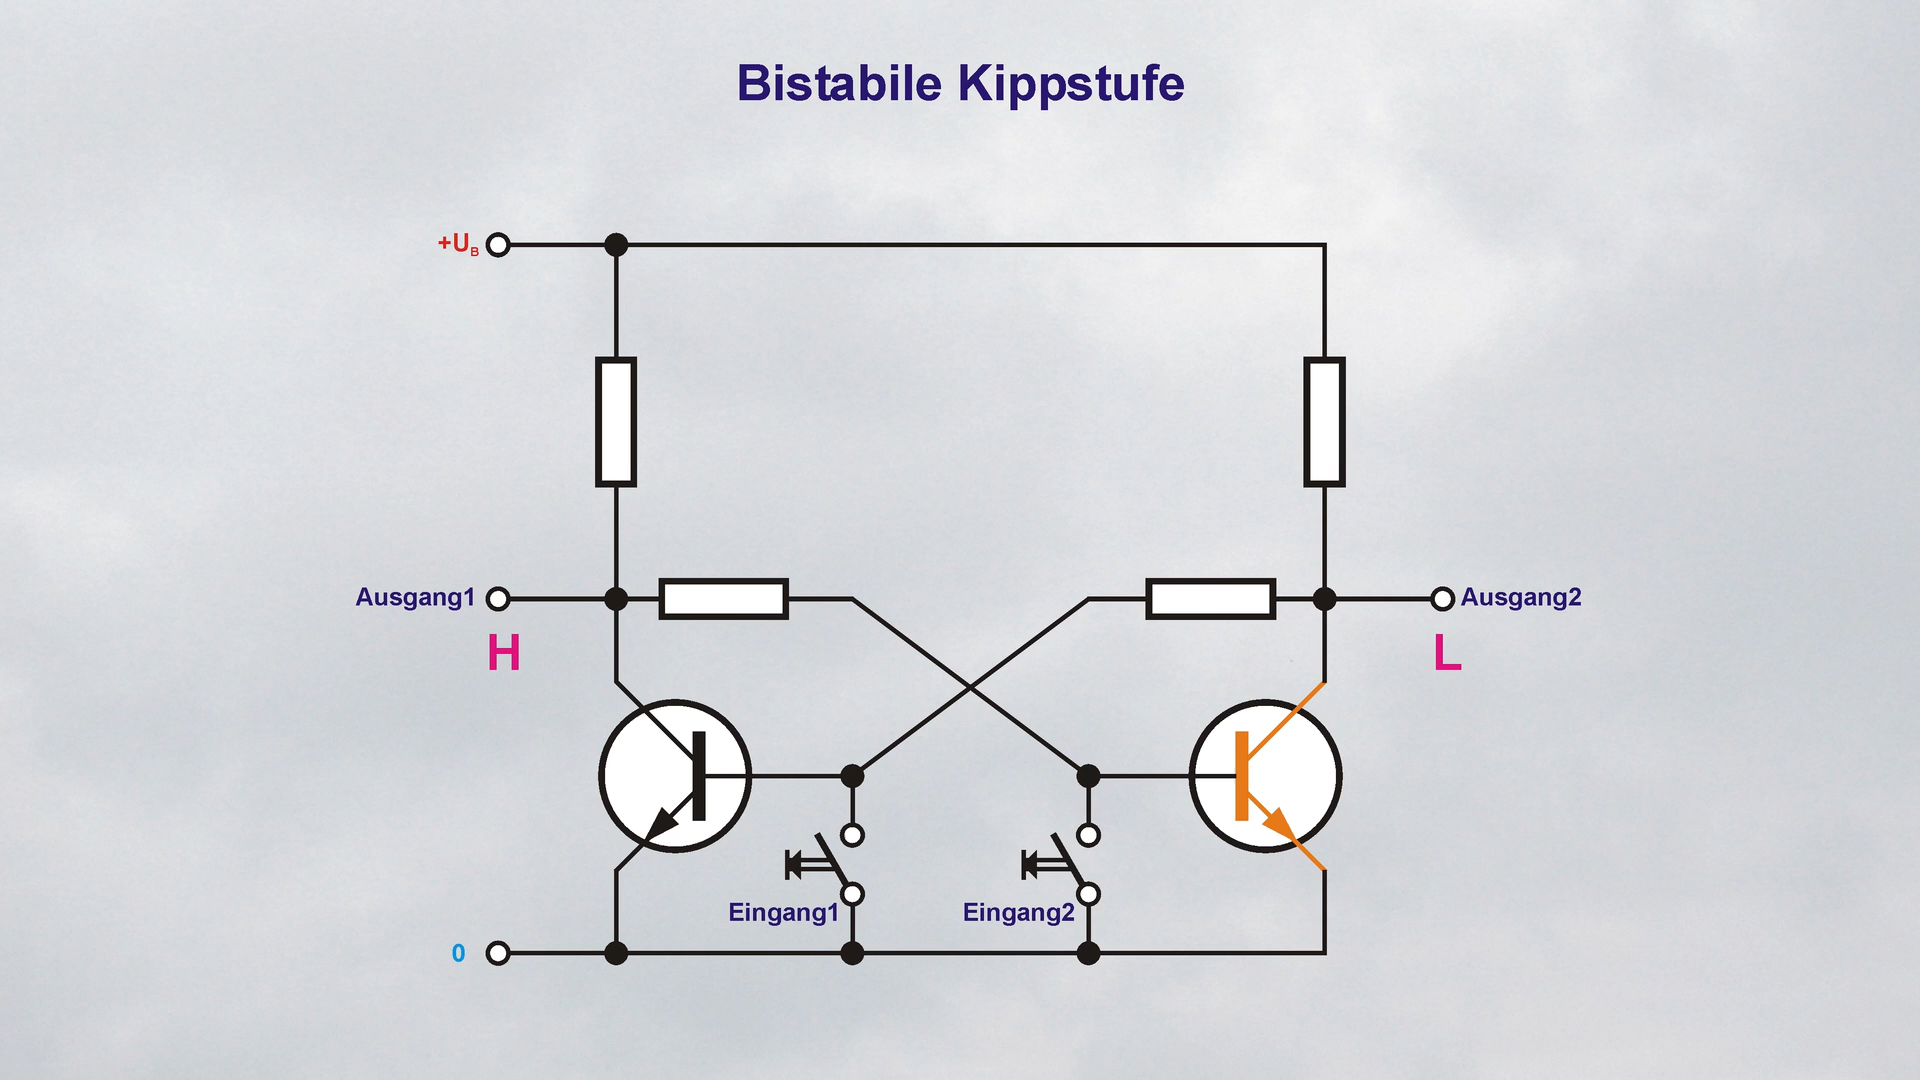 Bistabile Kippstufe
+UB
Ausgang1
Ausgang2
H
L
Eingang1
Eingang2
0